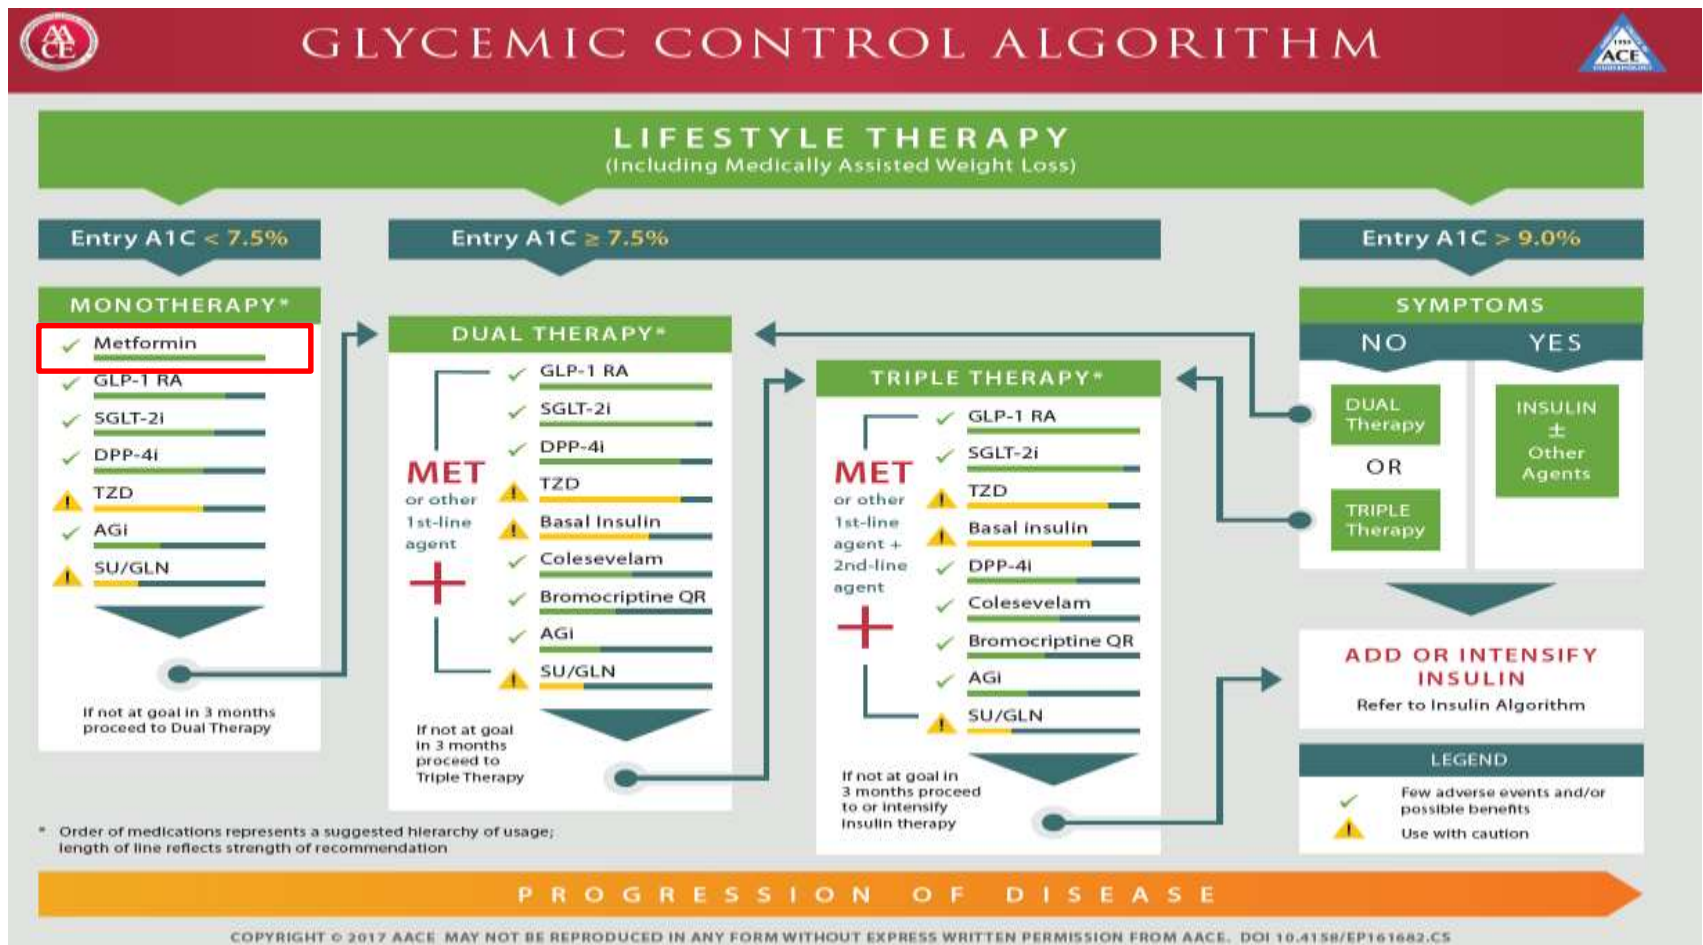 AACE
GLYCEMIC CONTROL ALGORITHM
ACE
LIFESTYLE THERAPY
(Including Medically Assisted Weight Loss)
Entry A1C < 7.5%
MONOTHERAPY*
Metformin
GLP-1 RA
SGLT-2i
DPP-4i
TZD
AGi
SU/GLN
If not at goal in 3 months
proceed to Dual Therapy
Entry A1C ≥ 7.5%
DUAL THERAPY*
MET
or other
1st-line
agent
+
GLP-1 RA
SGLT-2i
DPP-4i
TZD
Basal Insulin
Colesevelam
Bromocriptine QR
AGi
SU/GLN
If not at goal
in 3 months
proceed to
Triple Therapy
TRIPLE THERAPY*
MET
or other
1st-line
agent +
2nd-line
agent
+
GLP-1 RA
SGLT-2i
TZD
Basal insulin
DPP-4i
Colesevelam
Bromocriptine QR
AGi
SU/GLN
If not at goal in
3 months proceed
to or intensify
insulin therapy
Entry A1C > 9.0%
SYMPTOMS
NO
YES
DUAL
Therapy
OR
TRIPLE
Therapy
INSULIN
±
Other
Agents
ADD OR INTENSIFY
INSULIN
Refer to Insulin Algorithm
LEGEND
Few adverse events and/or
possible benefits
Use with caution
* Order of medications represents a suggested hierarchy of usage;
length of line reflects strength of recommendation
PROGRESSION OF DISEASE
COPYRIGHT © 2017 AACE MAY NOT BE REPRODUCED IN ANY FORM WITHOUT EXPRESS WRITTEN PERMISSION FROM AACE. DOI 10.4158/EP161682.CS